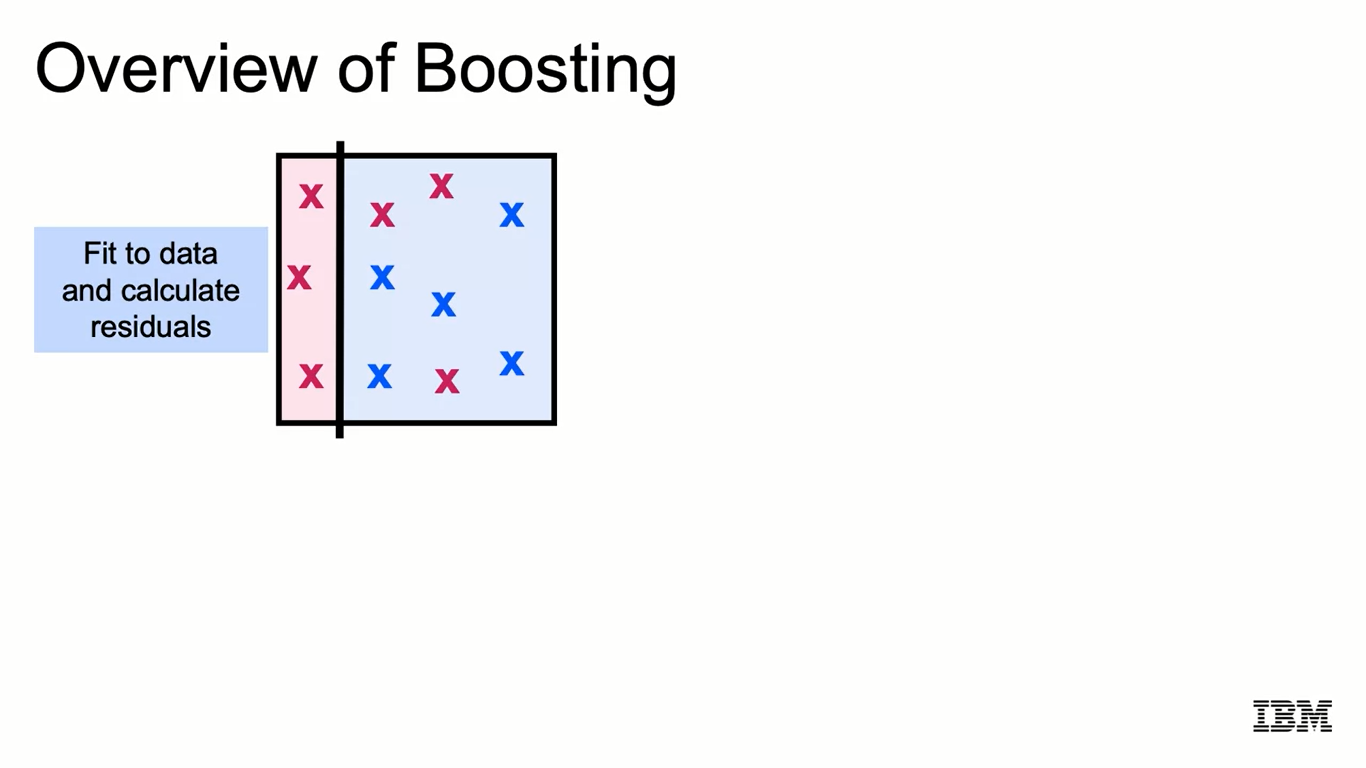 Overview of Boosting
x x x x
Fit to data
and calculate
residuals
x x x
x x x x
IBM